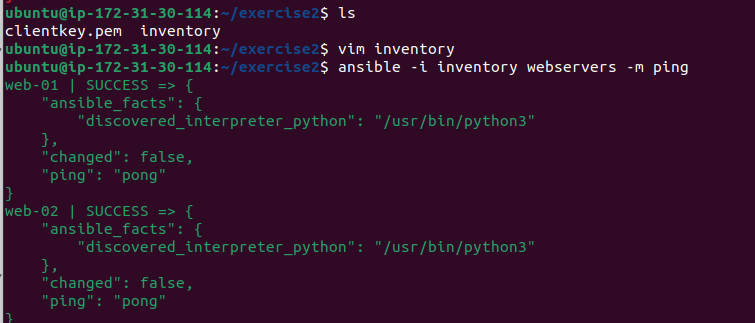 ubuntu@ip-172-31-30-114:~/exercise2$ ls
clientkey.pem  inventory
ubuntu@ip-172-31-30-114:~/exercise2$ vim inventory
ubuntu@ip-172-31-30-114:~/exercise2$ ansible -i inventory webservers -m ping
web-01 | SUCCESS => {
    "ansible_facts": {
        "discovered_interpreter_python": "/usr/bin/python3"
    },
    "changed": false,
    "ping": "pong"
}
web-02 | SUCCESS => {
    "ansible_facts": {
        "discovered_interpreter_python": "/usr/bin/python3"
    },
    "changed": false,
    "ping": "pong"
}